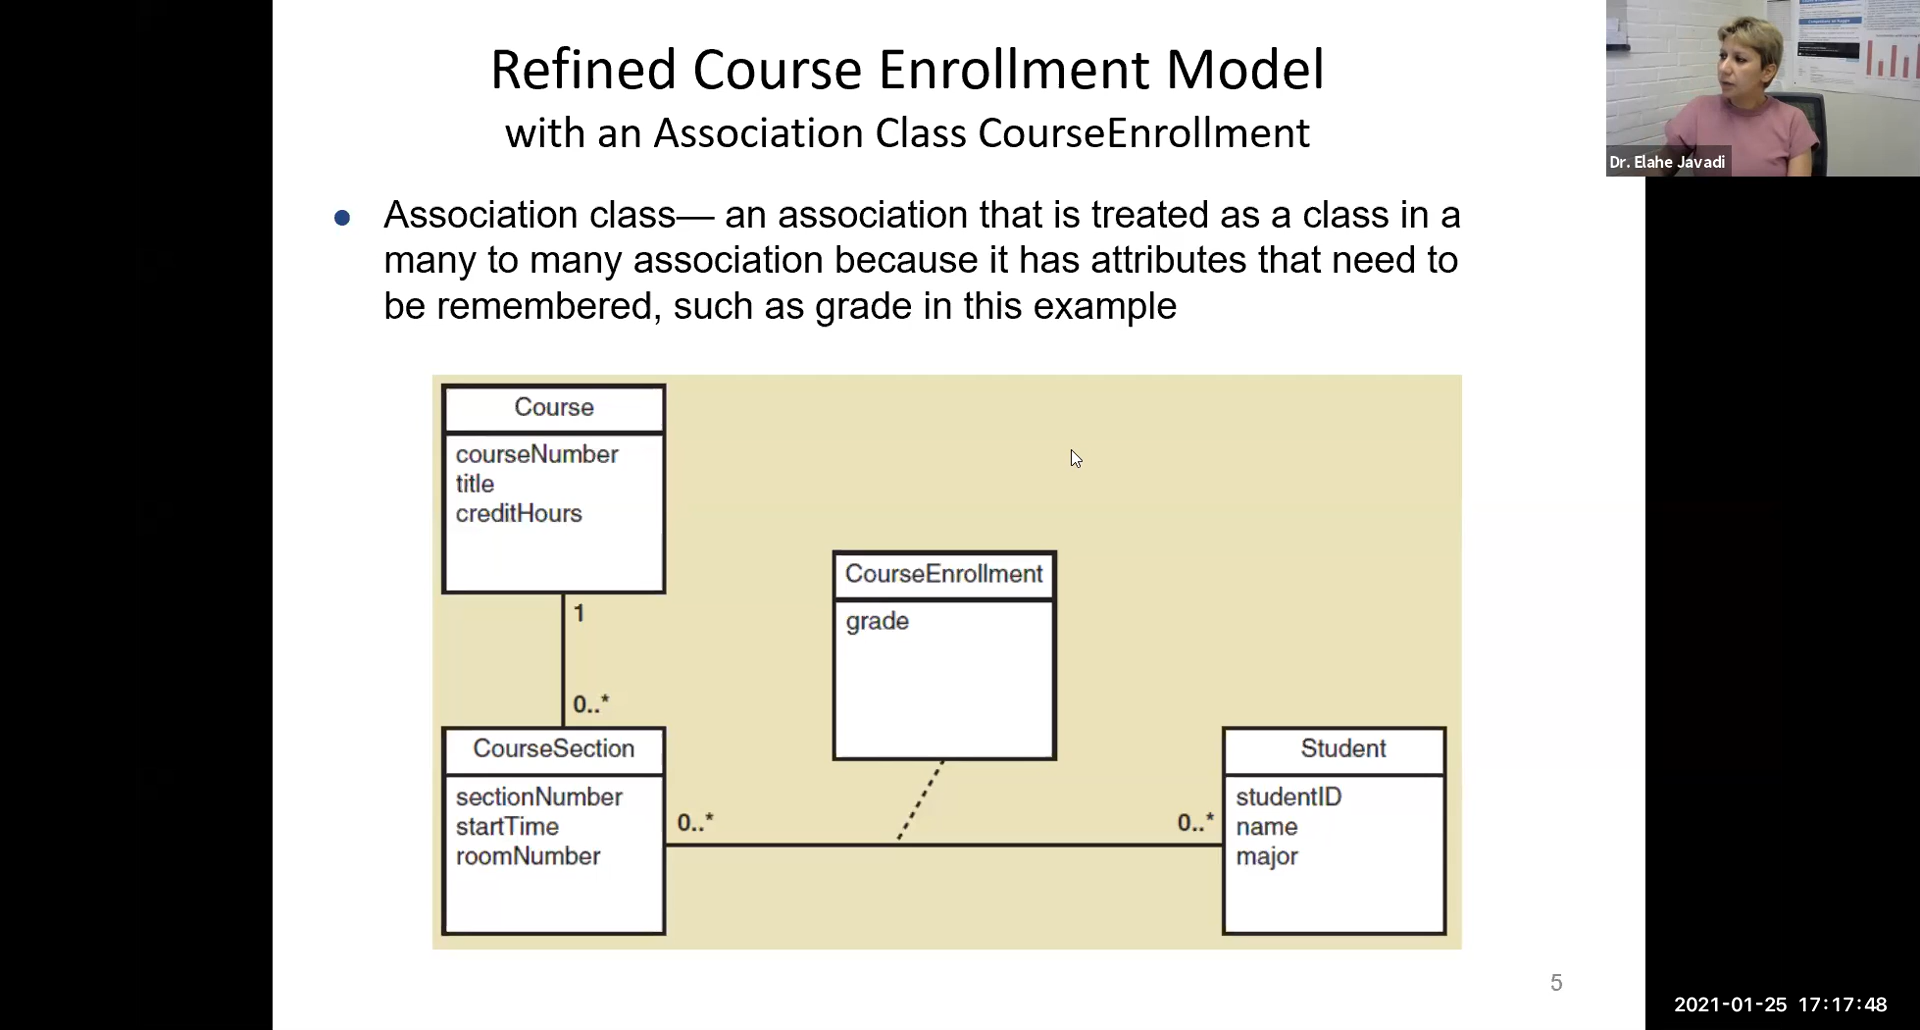 Refined Course Enrollment Model
with an Association Class CourseEnrollment
Dr. Elahe Javadi
• Association class— an association that is treated as a class in a
many to many association because it has attributes that need to
be remembered, such as grade in this example
Course
courseNumber
title
creditHours
1
0..*
CourseEnrollment
grade
CourseSection
sectionNumber
startTime
roomNumber
0..*
0..*
Student
studentID
name
major
5
2021-01-25 17:17:48